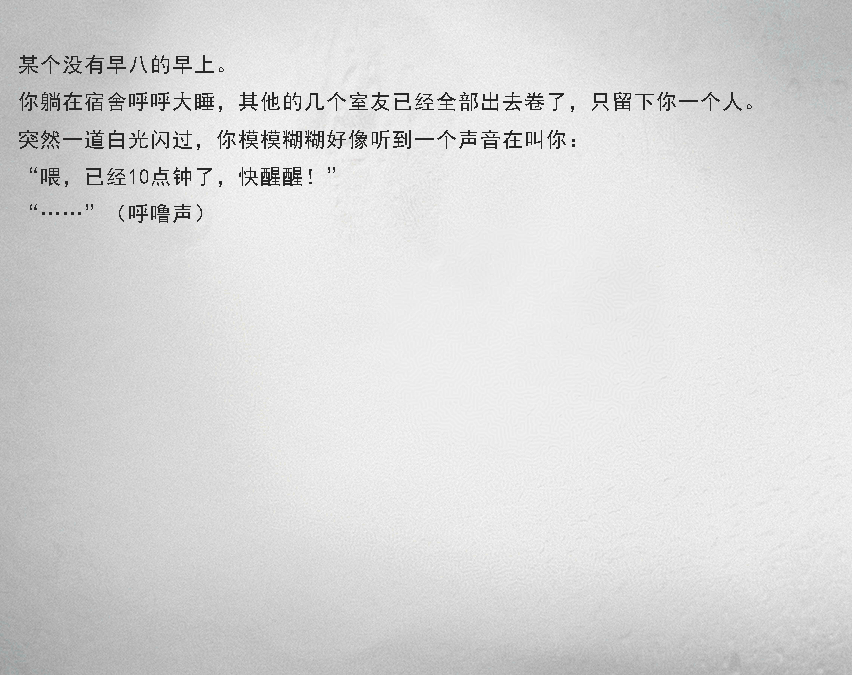 某个没有早八的早上。
你躺在宿舍呼呼大睡，其他的几个室友已经全部出去卷了，只留下你一个人。
突然一道白光闪过，你模模糊糊好像听到一个声音在叫你：
“喂，已经10点钟了，快醒醒！”
“……”（呼噜声）